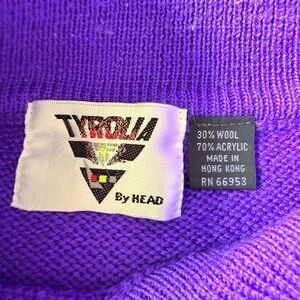 TYROLIA
By HEAD
30% WOOL
70% ACRYLIC
MADE IN
HONG KONG
RN 66953